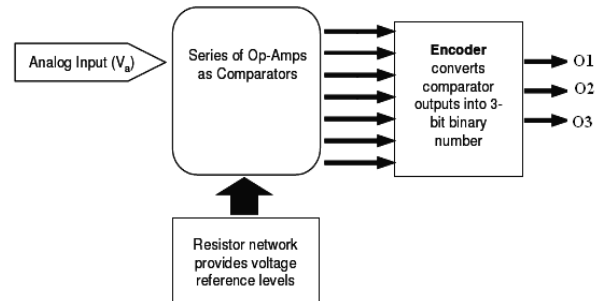 Analog Input (Va)
Series of Op-Amps
as Comparators
Encoder
converts
comparator
outputs into 3-
bit binary
number
O1
O2
O3
Resistor network
provides voltage
reference levels